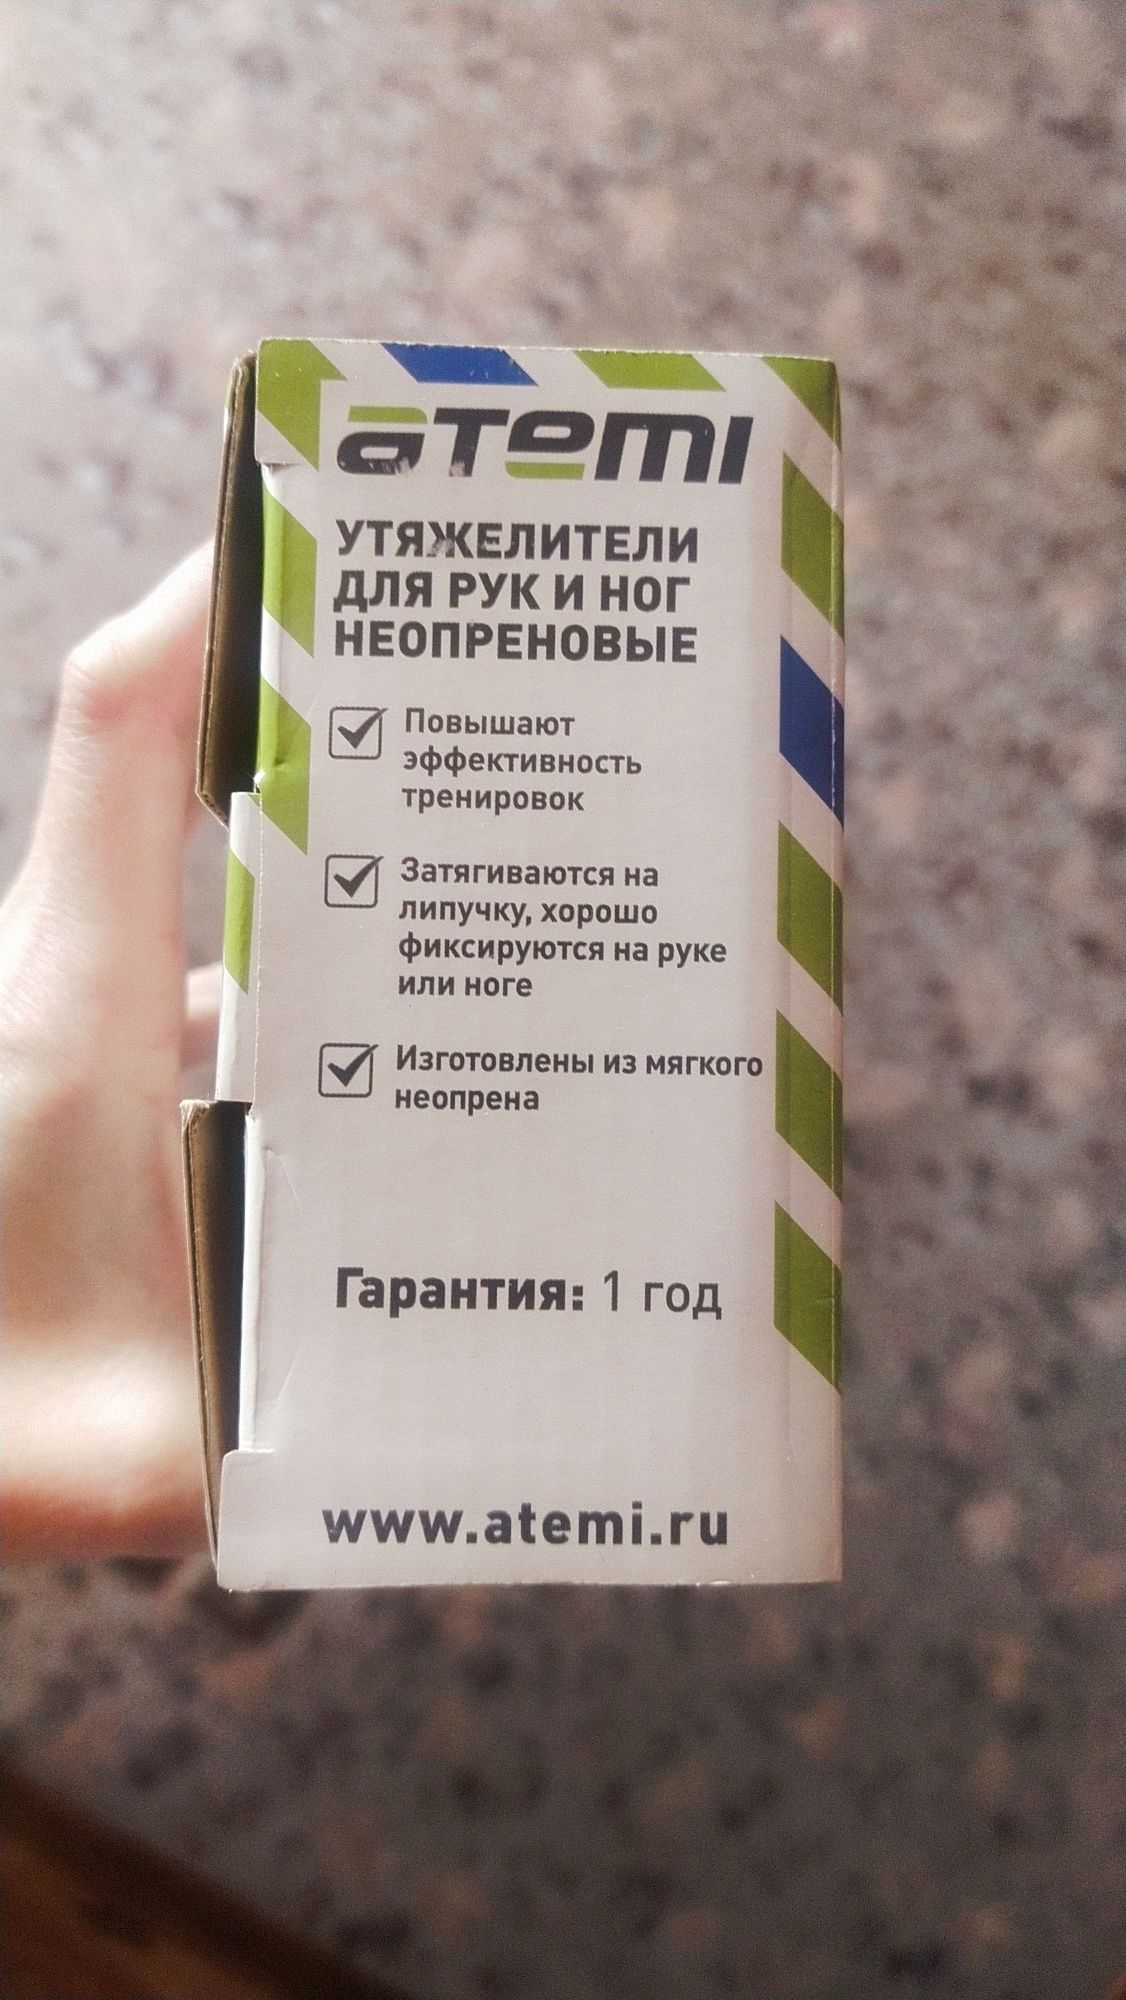 aтemi
УТЯЖЕЛИТЕЛИ
ДЛЯ РУК И НОГ
НЕОПРЕНОВЫЕ
Повышают
эффективность
тренировок
Затягиваются на
липучку, хорошо
фиксируются на руке
или ноге
Изготовлены из мягкого
неопрена
Гарантия: 1 год
www.atemi.ru